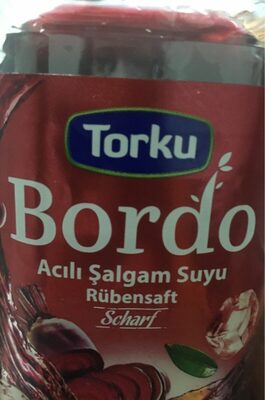 Torku
Bordo
Acılı Şalgam Suyu
Rübensaft
Scharf